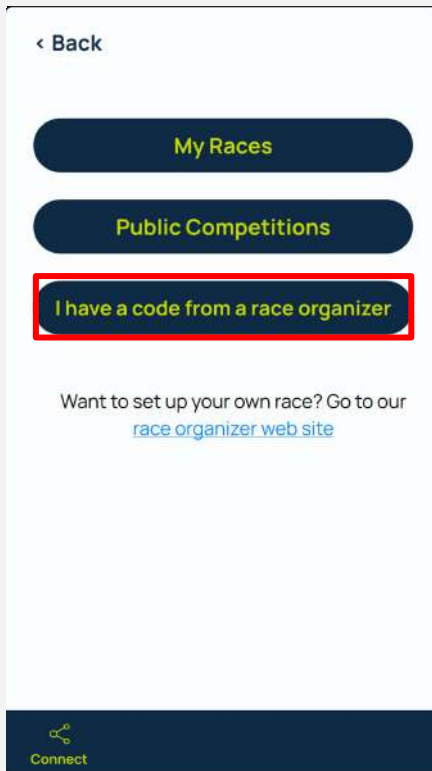 < Back
My Races
Public Competitions
I have a code from a race organizer
Want to set up your own race? Go to our
race organizer web site
Connect